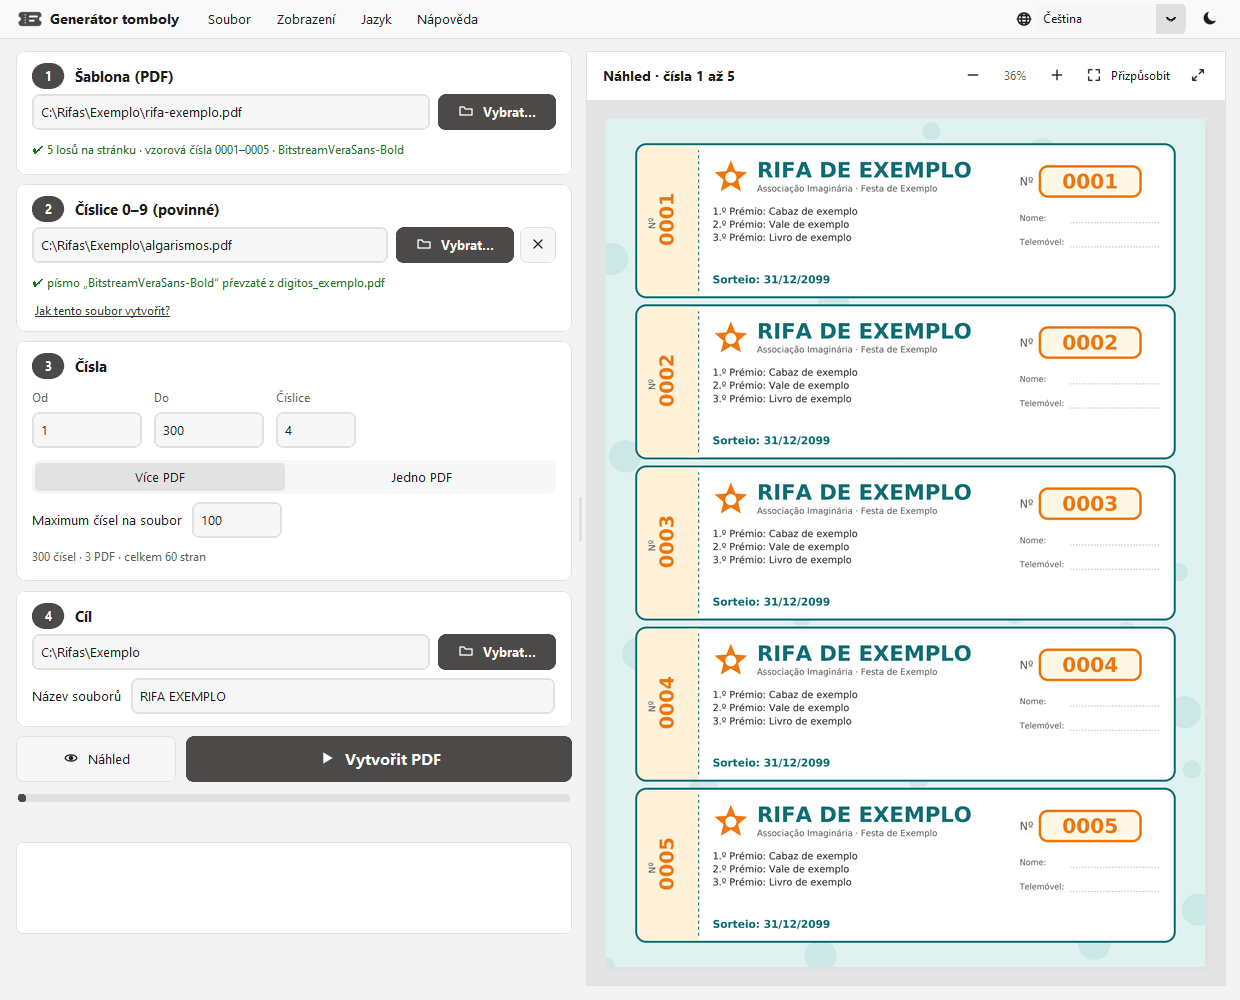 Generátor tomboly
Soubor
Zobrazení
Jazyk
Nápověda
Čeština
1 Šablona (PDF)
C:\Rifas\Exemplo\rifa-exemplo.pdf
Vybrat...
✔ 5 losů na stránku · vzorová čísla 0001–0005 · BitstreamVeraSans-Bold
2 Číslice 0–9 (povinné)
C:\Rifas\Exemplo\algarismos.pdf
Vybrat...
✔ písmo „BitstreamVeraSans-Bold“ převzaté z digitos_exemplo.pdf
Jak tento soubor vytvořit?
3 Čísla
Od
Do
Číslice
1
300
4
Více PDF
Jedno PDF
Maximum čísel na soubor
100
300 čísel · 3 PDF · celkem 60 stran
4 Cíl
C:\Rifas\Exemplo
Vybrat...
Název souborů
RIFA EXEMPLO
Náhled
Vytvořit PDF
Náhled · čísla 1 až 5
36%
Přizpůsobit
Nº 0001
RIFA DE EXEMPLO
Associação Imaginária · Festa de Exemplo
1.º Prémio: Cabaz de exemplo
2.º Prémio: Vale de exemplo
3.º Prémio: Livro de exemplo
Sorteio: 31/12/2099
Nº 0001
Nome:
Telemóvel:
Nº 0002
RIFA DE EXEMPLO
Associação Imaginária · Festa de Exemplo
1.º Prémio: Cabaz de exemplo
2.º Prémio: Vale de exemplo
3.º Prémio: Livro de exemplo
Sorteio: 31/12/2099
Nº 0002
Nome:
Telemóvel:
Nº 0003
RIFA DE EXEMPLO
Associação Imaginária · Festa de Exemplo
1.º Prémio: Cabaz de exemplo
2.º Prémio: Vale de exemplo
3.º Prémio: Livro de exemplo
Sorteio: 31/12/2099
Nº 0003
Nome:
Telemóvel:
Nº 0004
RIFA DE EXEMPLO
Associação Imaginária · Festa de Exemplo
1.º Prémio: Cabaz de exemplo
2.º Prémio: Vale de exemplo
3.º Prémio: Livro de exemplo
Sorteio: 31/12/2099
Nº 0004
Nome:
Telemóvel:
Nº 0005
RIFA DE EXEMPLO
Associação Imaginária · Festa de Exemplo
1.º Prémio: Cabaz de exemplo
2.º Prémio: Vale de exemplo
3.º Prémio: Livro de exemplo
Sorteio: 31/12/2099
Nº 0005
Nome:
Telemóvel: